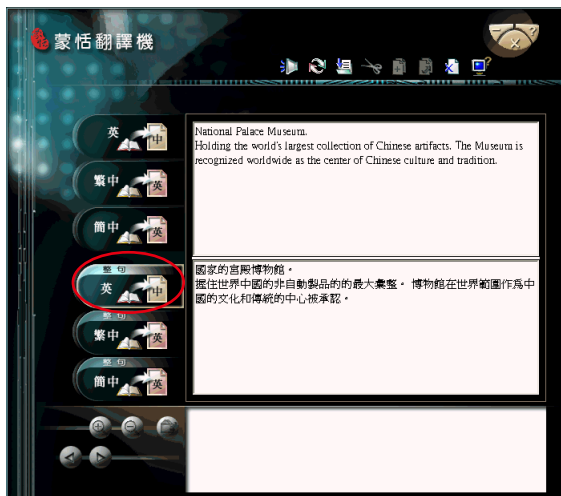 蒙恬翻譯機
英 中
繁中 英
簡中 英
整句
英 中
整句
繁中 英
整句
簡中 英
National Palace Museum.
Holding the world's largest collection of Chinese artifacts. The Museum is
recognized worldwide as the center of Chinese culture and tradition.
國家的宮殿博物館。
握住世界中國的非自動製品的的最大彙整。 博物館在世界範圍作為中
國的文化和傳統的中心被承認。